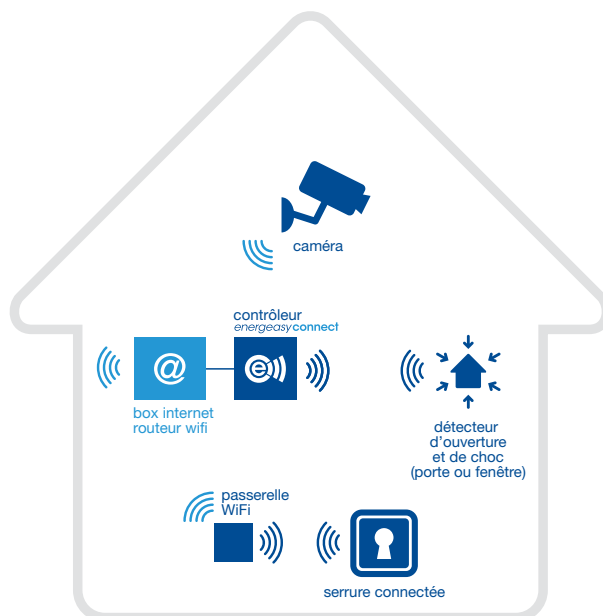 caméra
contrôleur
energeasyconnect
@
e
box internet
routeur wifi
détecteur
d'ouverture
et de choc
(porte ou fenêtre)
passerelle
WiFi
serrure connectée